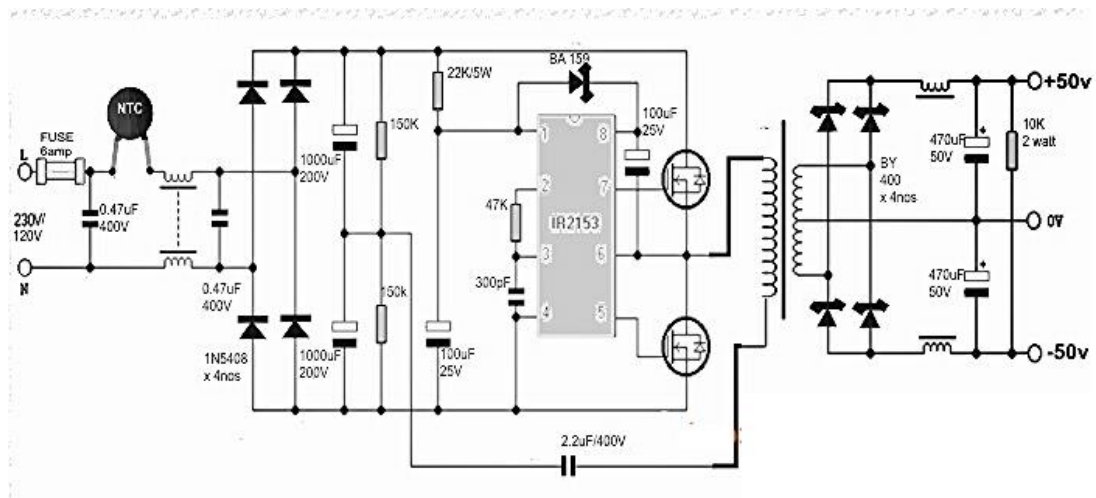 BA 159
22K/5W
+50v
NTC
100uF
25V
FUSE
6amp
L
150K
1
8
470uF
50V
10K
2 watt
1000uF
200V
BY
400
x 4nos
2
7
0.47uF
400V
47K
IR2153
230V/
120V
0V
3
6
300pF
150k
470uF
50V
N
0.47uF
400V
4
5
1N5408
x 4nos
1000uF
200V
100uF
25V
-50v
2.2uF/400V